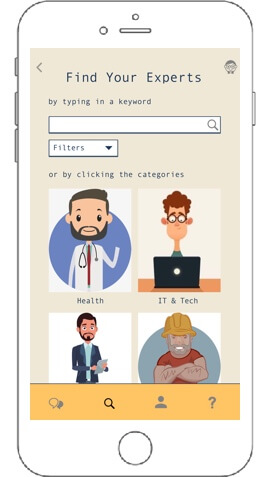 Find Your Experts
by typing in a keyword
Filters
or by clicking the categories
Health
IT & Tech
?